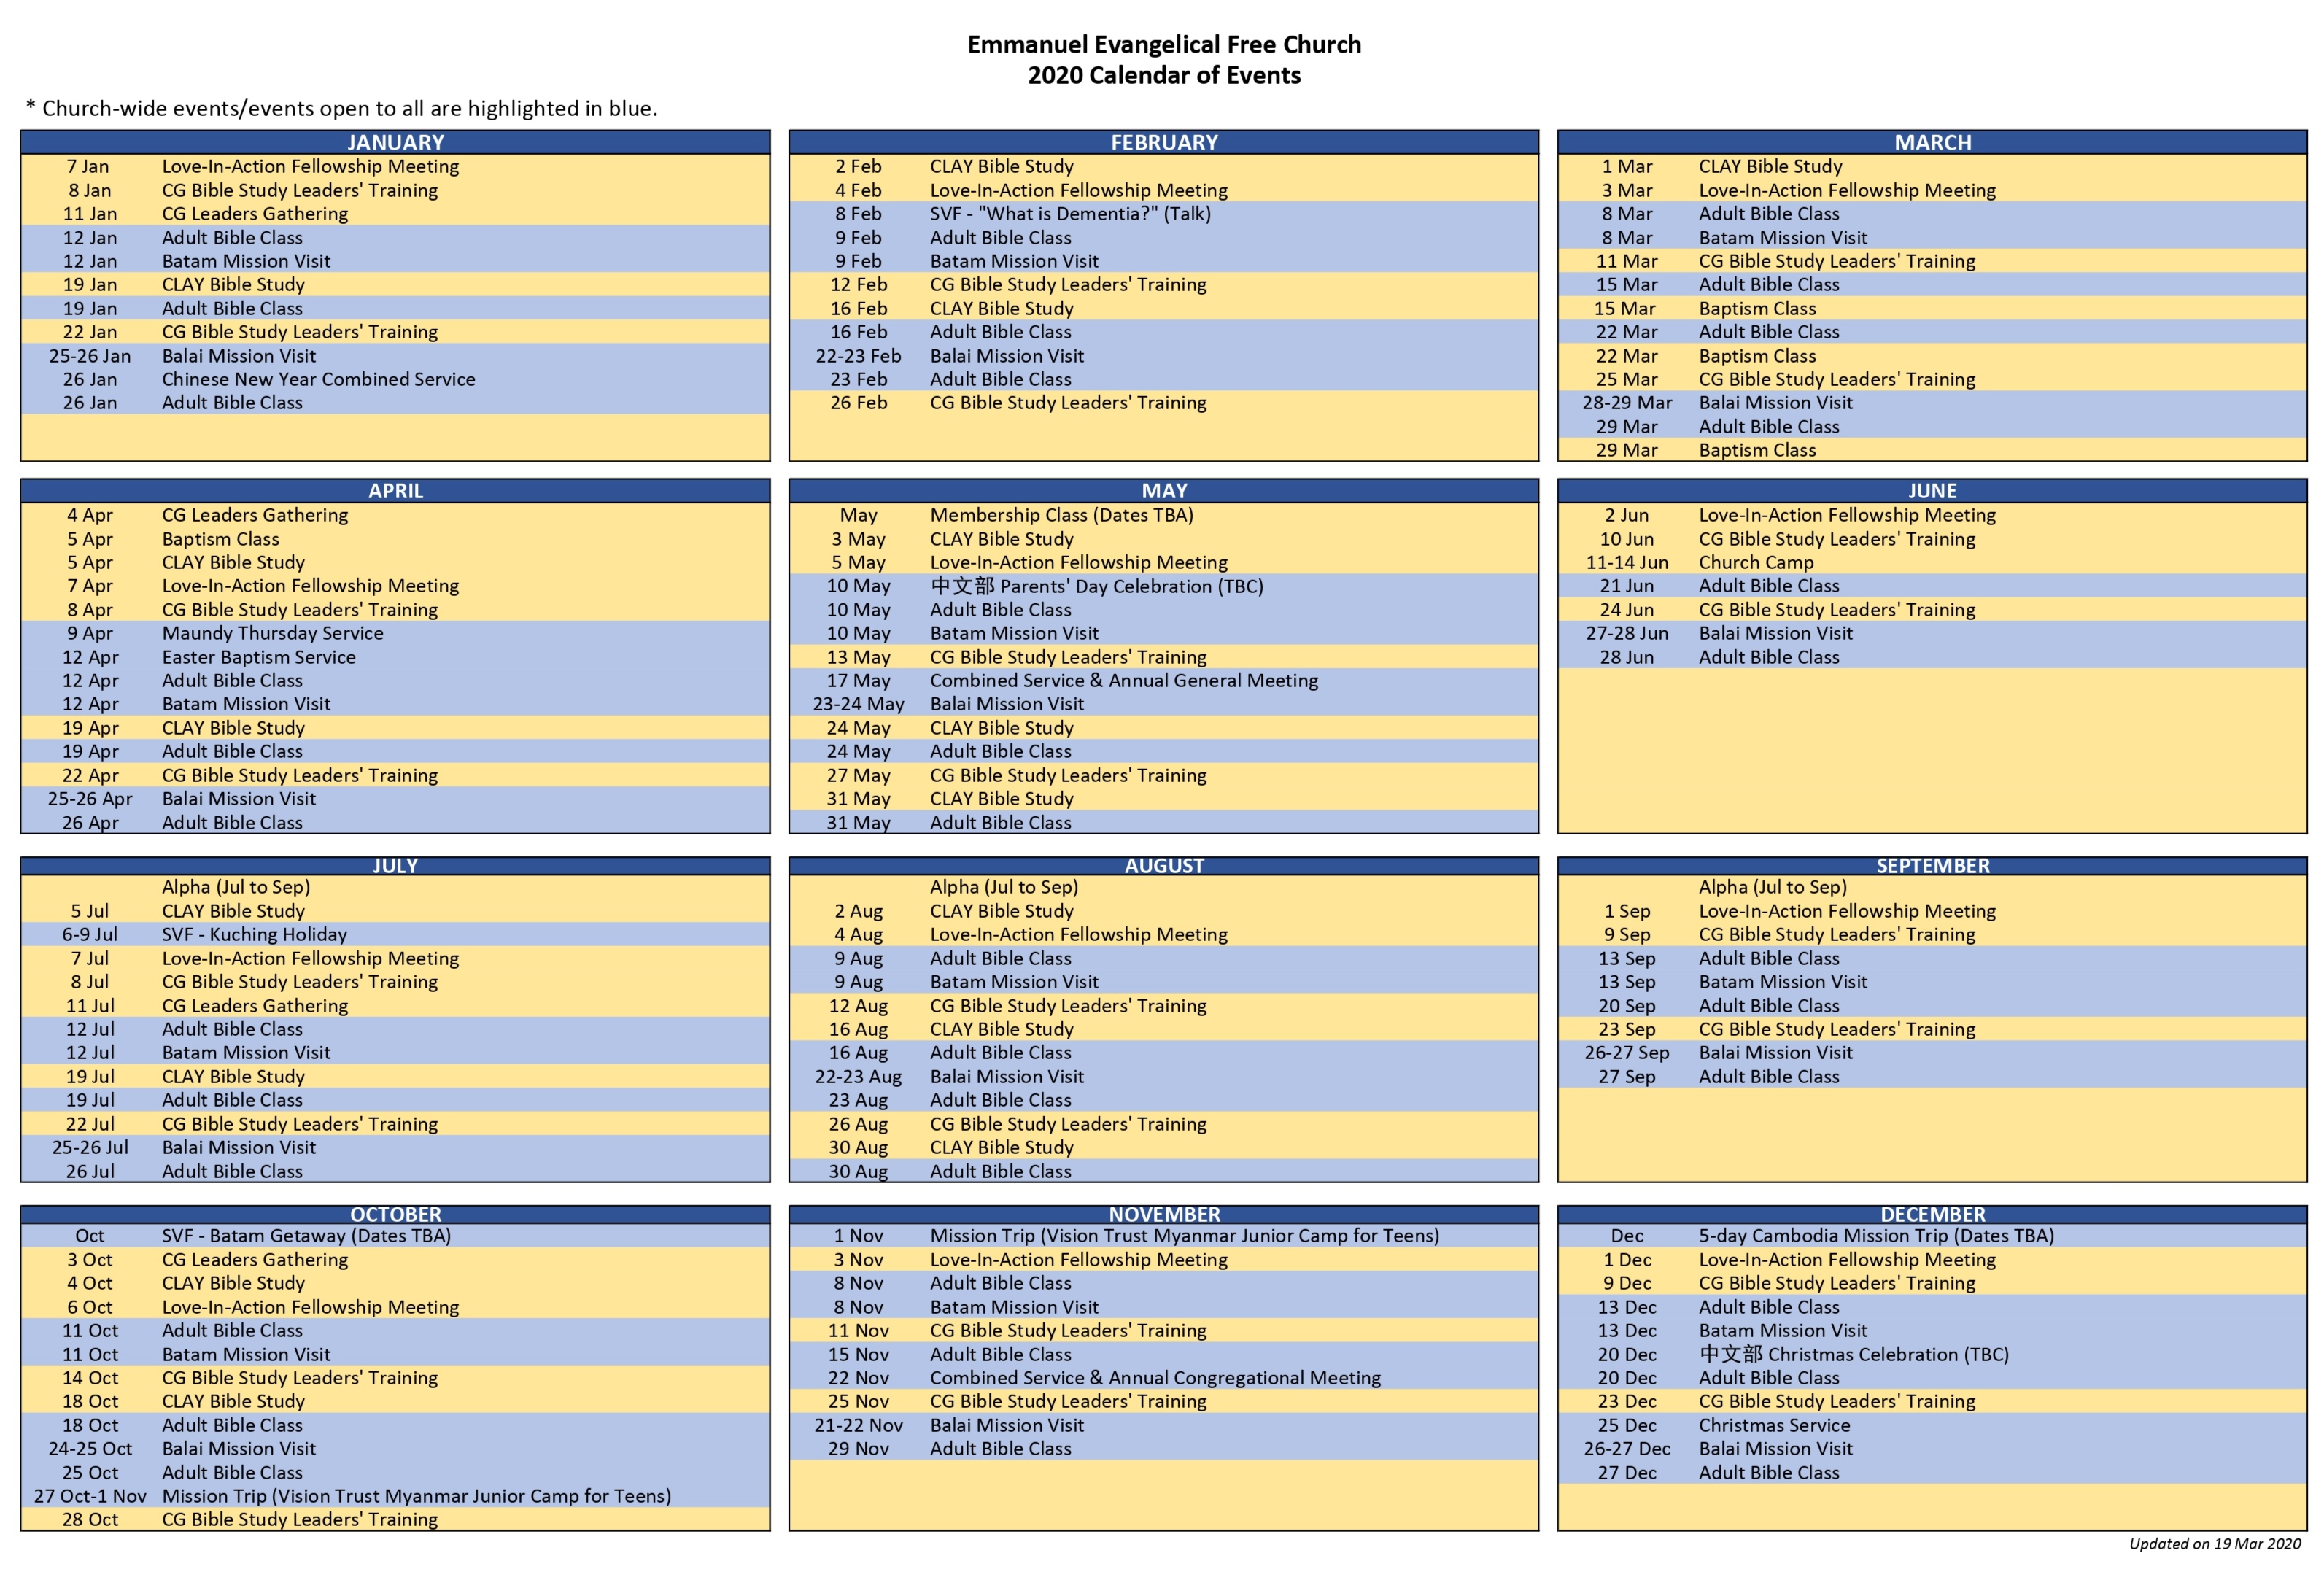 Emmanuel Evangelical Free Church
2020 Calendar of Events
* Church-wide events/events open to all are highlighted in blue.
JANUARY
7 Jan Love-In-Action Fellowship Meeting
8 Jan CG Bible Study Leaders' Training
11 Jan CG Leaders Gathering
12 Jan Adult Bible Class
12 Jan Batam Mission Visit
19 Jan CLAY Bible Study
19 Jan Adult Bible Class
22 Jan CG Bible Study Leaders' Training
25-26 Jan Balai Mission Visit
26 Jan Chinese New Year Combined Service
26 Jan Adult Bible Class
FEBRUARY
2 Feb CLAY Bible Study
4 Feb Love-In-Action Fellowship Meeting
8 Feb SVF - "What is Dementia?" (Talk)
9 Feb Adult Bible Class
9 Feb Batam Mission Visit
12 Feb CG Bible Study Leaders' Training
16 Feb CLAY Bible Study
16 Feb Adult Bible Class
22-23 Feb Balai Mission Visit
23 Feb Adult Bible Class
26 Feb CG Bible Study Leaders' Training
MARCH
1 Mar CLAY Bible Study
3 Mar Love-In-Action Fellowship Meeting
8 Mar Adult Bible Class
8 Mar Batam Mission Visit
11 Mar CG Bible Study Leaders' Training
15 Mar Adult Bible Class
15 Mar Baptism Class
22 Mar Adult Bible Class
22 Mar Baptism Class
25 Mar CG Bible Study Leaders' Training
28-29 Mar Balai Mission Visit
29 Mar Adult Bible Class
29 Mar Baptism Class
APRIL
4 Apr CG Leaders Gathering
5 Apr Baptism Class
5 Apr CLAY Bible Study
7 Apr Love-In-Action Fellowship Meeting
8 Apr CG Bible Study Leaders' Training
9 Apr Maundy Thursday Service
12 Apr Easter Baptism Service
12 Apr Adult Bible Class
12 Apr Batam Mission Visit
19 Apr CLAY Bible Study
19 Apr Adult Bible Class
22 Apr CG Bible Study Leaders' Training
25-26 Apr Balai Mission Visit
26 Apr Adult Bible Class
MAY
May Membership Class (Dates TBA)
3 May CLAY Bible Study
5 May Love-In-Action Fellowship Meeting
10 May 中文部 Parents' Day Celebration (TBC)
10 May Adult Bible Class
10 May Batam Mission Visit
13 May CG Bible Study Leaders' Training
17 May Combined Service & Annual General Meeting
23-24 May Balai Mission Visit
24 May CLAY Bible Study
24 May Adult Bible Class
27 May CG Bible Study Leaders' Training
31 May CLAY Bible Study
31 May Adult Bible Class
JUNE
2 Jun Love-In-Action Fellowship Meeting
10 Jun CG Bible Study Leaders' Training
11-14 Jun Church Camp
21 Jun Adult Bible Class
24 Jun CG Bible Study Leaders' Training
27-28 Jun Balai Mission Visit
28 Jun Adult Bible Class
JULY
Alpha (Jul to Sep)
5 Jul CLAY Bible Study
6-9 Jul SVF - Kuching Holiday
7 Jul Love-In-Action Fellowship Meeting
8 Jul CG Bible Study Leaders' Training
11 Jul CG Leaders Gathering
12 Jul Adult Bible Class
12 Jul Batam Mission Visit
19 Jul CLAY Bible Study
19 Jul Adult Bible Class
22 Jul CG Bible Study Leaders' Training
25-26 Jul Balai Mission Visit
26 Jul Adult Bible Class
AUGUST
Alpha (Jul to Sep)
2 Aug CLAY Bible Study
4 Aug Love-In-Action Fellowship Meeting
9 Aug Adult Bible Class
9 Aug Batam Mission Visit
12 Aug CG Bible Study Leaders' Training
16 Aug CLAY Bible Study
16 Aug Adult Bible Class
22-23 Aug Balai Mission Visit
23 Aug Adult Bible Class
26 Aug CG Bible Study Leaders' Training
30 Aug CLAY Bible Study
30 Aug Adult Bible Class
SEPTEMBER
Alpha (Jul to Sep)
1 Sep Love-In-Action Fellowship Meeting
9 Sep CG Bible Study Leaders' Training
13 Sep Adult Bible Class
13 Sep Batam Mission Visit
20 Sep Adult Bible Class
23 Sep CG Bible Study Leaders' Training
26-27 Sep Balai Mission Visit
27 Sep Adult Bible Class
OCTOBER
Oct SVF - Batam Getaway (Dates TBA)
3 Oct CG Leaders Gathering
4 Oct CLAY Bible Study
6 Oct Love-In-Action Fellowship Meeting
11 Oct Adult Bible Class
11 Oct Batam Mission Visit
14 Oct CG Bible Study Leaders' Training
18 Oct CLAY Bible Study
18 Oct Adult Bible Class
24-25 Oct Balai Mission Visit
25 Oct Adult Bible Class
27 Oct-1 Nov Mission Trip (Vision Trust Myanmar Junior Camp for Teens)
28 Oct CG Bible Study Leaders' Training
NOVEMBER
1 Nov Mission Trip (Vision Trust Myanmar Junior Camp for Teens)
3 Nov Love-In-Action Fellowship Meeting
8 Nov Adult Bible Class
8 Nov Batam Mission Visit
11 Nov CG Bible Study Leaders' Training
15 Nov Adult Bible Class
22 Nov Combined Service & Annual Congregational Meeting
25 Nov CG Bible Study Leaders' Training
21-22 Nov Balai Mission Visit
29 Nov Adult Bible Class
DECEMBER
Dec 5-day Cambodia Mission Trip (Dates TBA)
1 Dec Love-In-Action Fellowship Meeting
9 Dec CG Bible Study Leaders' Training
13 Dec Adult Bible Class
13 Dec Batam Mission Visit
20 Dec 中文部 Christmas Celebration (TBC)
20 Dec Adult Bible Class
23 Dec CG Bible Study Leaders' Training
25 Dec Christmas Service
26-27 Dec Balai Mission Visit
27 Dec Adult Bible Class
Updated on 19 Mar 2020